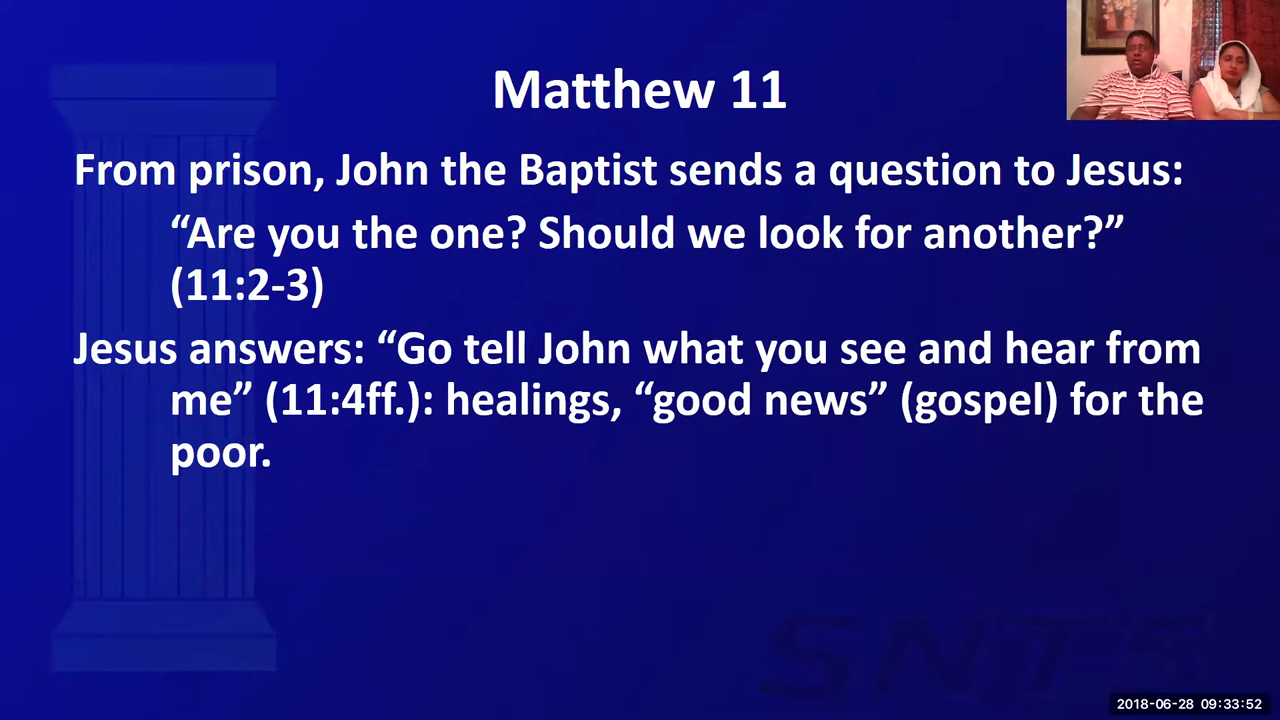 Matthew 11
From prison, John the Baptist sends a question to Jesus:
“Are you the one? Should we look for another?”
(11:2-3)
Jesus answers: “Go tell John what you see and hear from
me” (11:4ff.): healings, “good news” (gospel) for the
poor.
SNT5
2018-06-28 09:33:52